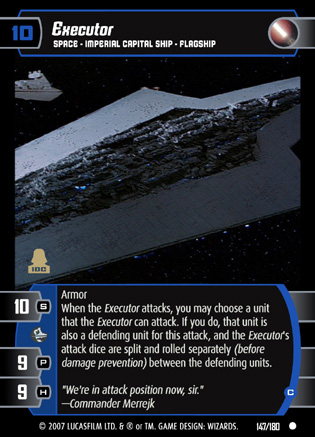 10
Executor
SPACE - IMPERIAL CAPITAL SHIP - FLAGSHIP
IDC
10 S
9 P
9 H
Armor
When the Executor attacks, you may choose a unit
that the Executor can attack. If you do, that unit is
also a defending unit for this attack, and the Executor's
attack dice are split and rolled separately (before
damage prevention) between the defending units.
"We're in attack position now, sir."
—Commander Merrejk
C
© 2007 LUCASFILM LTD. & ® or TM. GAME DESIGN: WIZARDS.
147/180